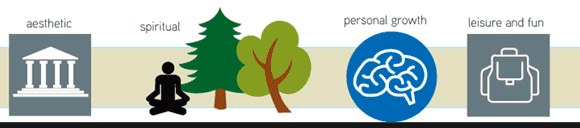 aesthetic
spiritual
personal growth
leisure and fun